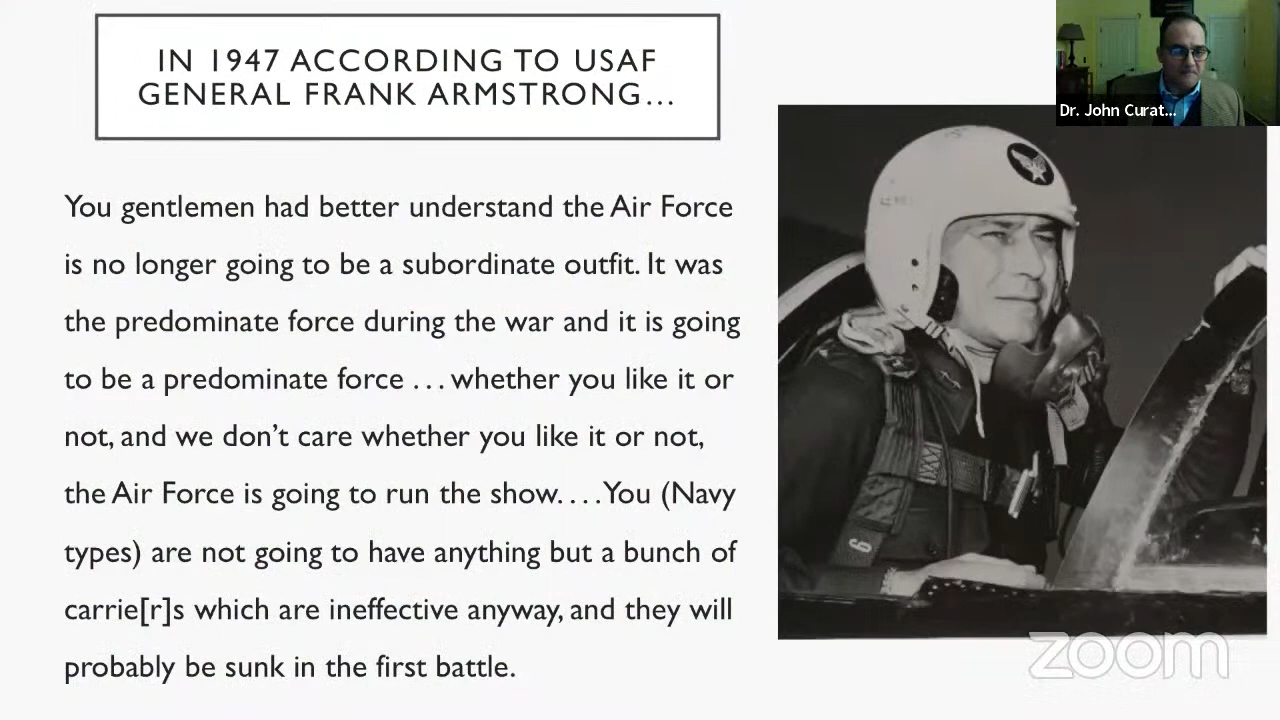 IN 1947 ACCORDING TO USAF
GENERAL FRANK ARMSTRONG...
Dr. John Curat...
You gentlemen had better understand the Air Force
is no longer going to be a subordinate outfit. It was
the predominate force during the war and it is going
to be a predominate force . . . whether you like it or
not, and we don’t care whether you like it or not,
the Air Force is going to run the show. . . . You (Navy
types) are not going to have anything but a bunch of
carrie[r]s which are ineffective anyway, and they will
probably be sunk in the first battle.
zoom